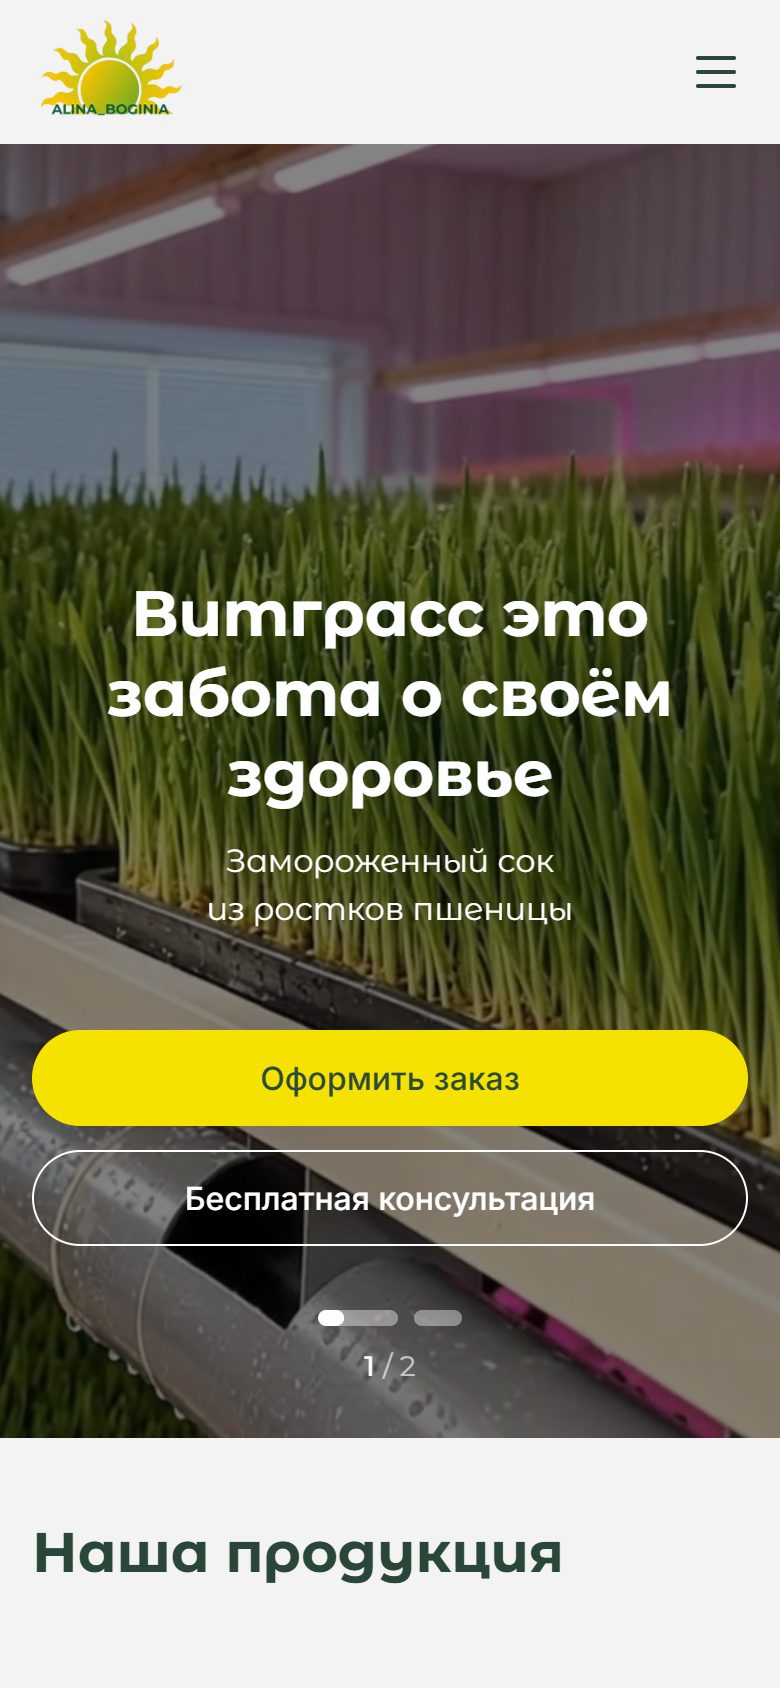 ALINA_BOGINIA
Витграсс это
забота о своём
здоровье
Замороженный сок
из ростков пшеницы
Оформить заказ
Бесплатная консультация
1 / 2
Наша продукция